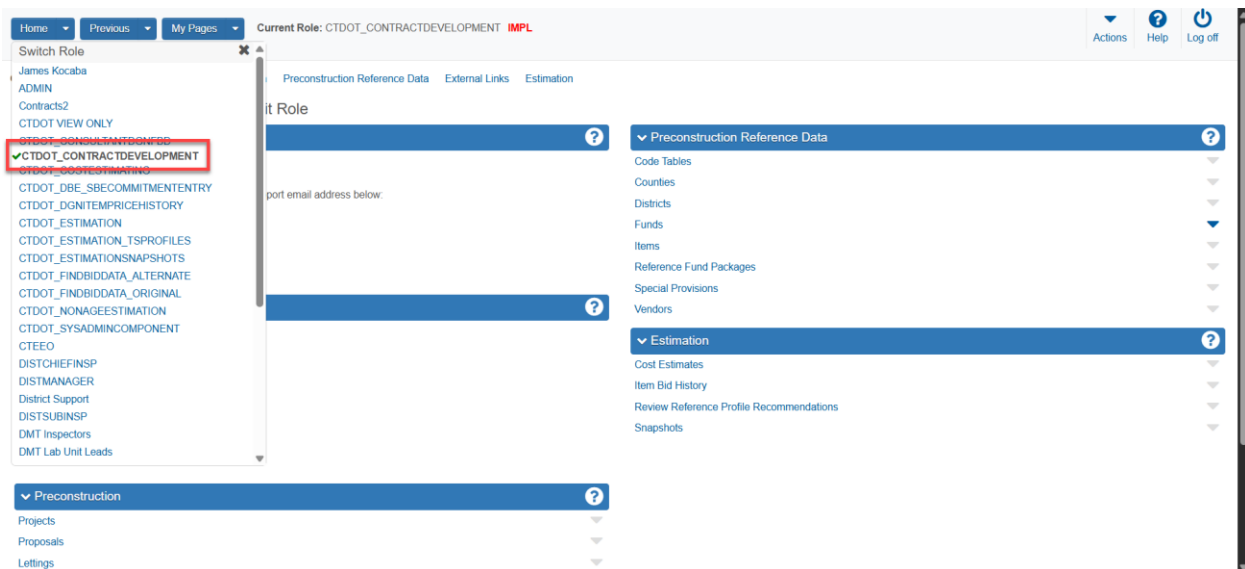 Home Previous My Pages Current Role: CTDOT_CONTRACTDEVELOPMENT IMPL
Actions Help Log off
Switch Role
James Kocaba
ADMIN
Contracts2
CTDOT VIEW ONLY
CTDOT_CONSULTANTDGNFBD
CTDOT_CONTRACTDEVELOPMENT
CTDOT_COSTESTIMATING
CTDOT_DBE_SBECOMMITMENTENTRY
CTDOT_DGNITEMPRICEHISTORY
CTDOT_ESTIMATION
CTDOT_ESTIMATION_TSPROFILES
CTDOT_ESTIMATIONSNAPSHOTS
CTDOT_FINDBIDDATA_ALTERNATE
CTDOT_FINDBIDDATA_ORIGINAL
CTDOT_NONAGEESTIMATION
CTDOT_SYSADMINCOMPONENT
CTEEO
DISTCHIEFINSP
DISTMANAGER
District Support
DISTSUBINSP
DMT Inspectors
DMT Lab Unit Leads
Preconstruction Reference Data External Links Estimation
it Role
port email address below:
Preconstruction
Projects
Proposals
Lettings
Preconstruction Reference Data
Code Tables
Counties
Districts
Funds
Items
Reference Fund Packages
Special Provisions
Vendors
Estimation
Cost Estimates
Item Bid History
Review Reference Profile Recommendations
Snapshots